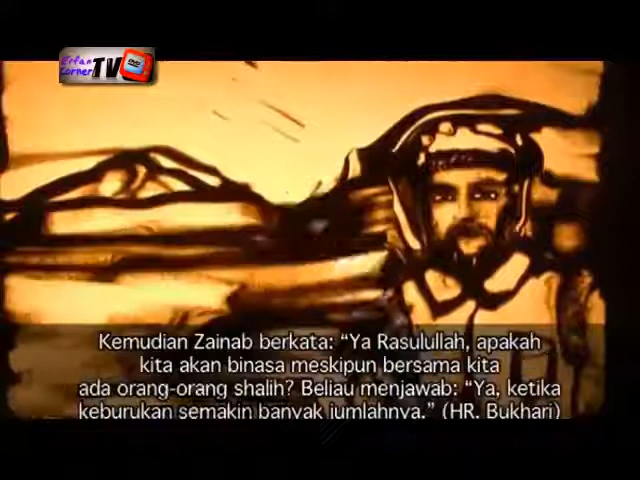 Erfan
Corner TV
DVD
Kemudian Zainab berkata: “Ya Rasulullah, apakah
kita akan binasa meskipun bersama kita
ada orang-orang shalih? Beliau menjawab: “Ya, ketika
keburukan semakin banyak jumlahnya.” (HR. Bukhari)